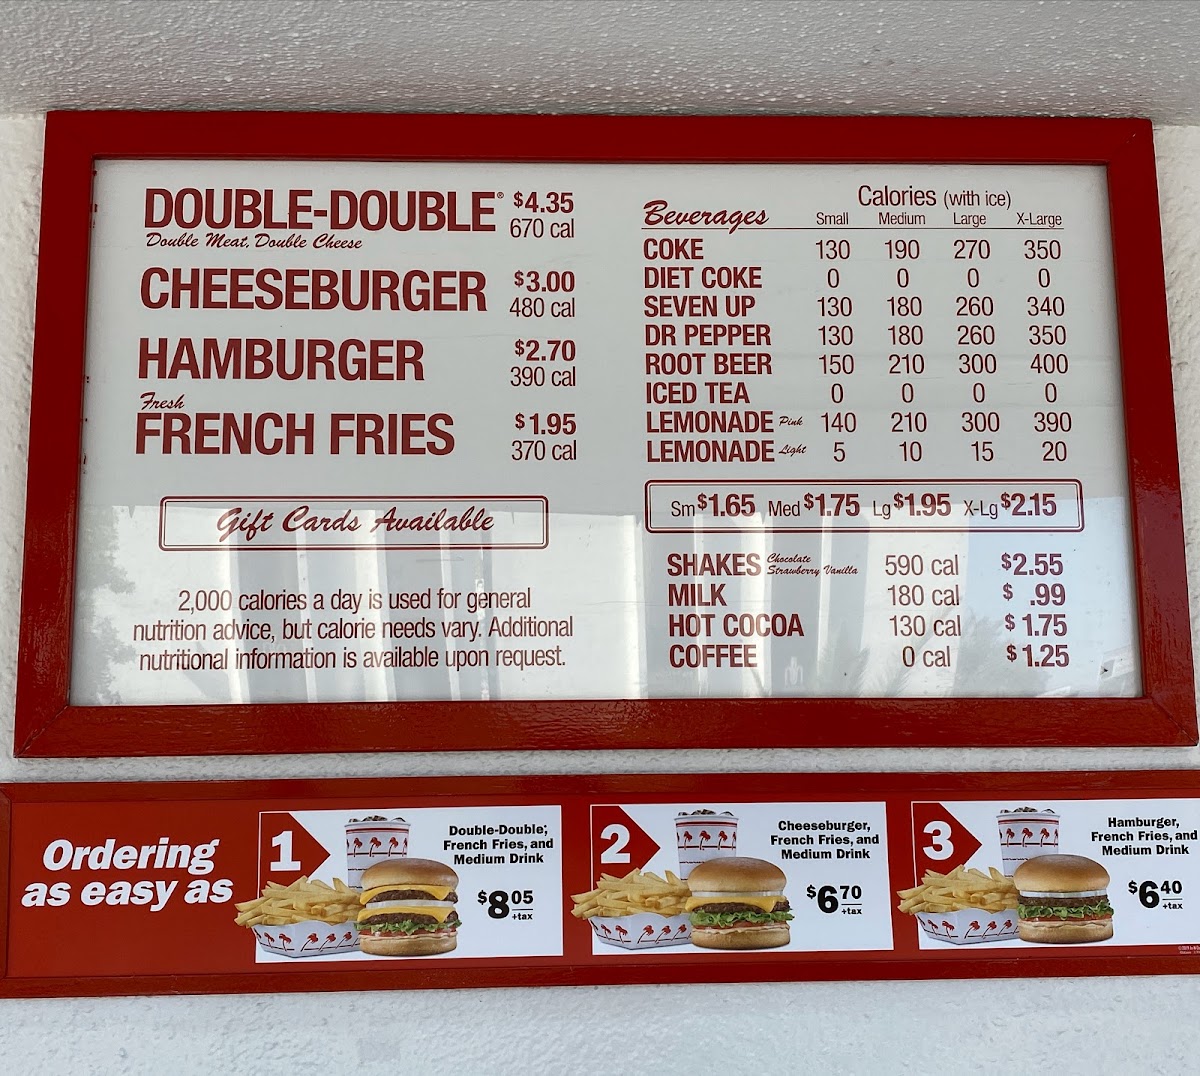 DOUBLE-DOUBLE® $4.35
Double Meat, Double Cheese 670 cal
CHEESEBURGER $3.00
480 cal
HAMBURGER $2.70
390 cal
Fresh
FRENCH FRIES $1.95
370 cal
Gift Cards Available
2,000 calories a day is used for general
nutrition advice, but calorie needs vary. Additional
nutritional information is available upon request.
Calories (with ice)
Beverages Small Medium Large X-Large
COKE 130 190 270 350
DIET COKE 0 0 0 0
SEVEN UP 130 180 260 340
DR PEPPER 130 180 260 350
ROOT BEER 150 210 300 400
ICED TEA 0 0 0 0
LEMONADE Pink 140 210 300 390
LEMONADE Light 5 10 15 20
Sm $1.65 Med $1.75 Lg $1.95 X-Lg $2.15
SHAKES Chocolate Strawberry Vanilla 590 cal $2.55
MILK 180 cal $ .99
HOT COCOA 130 cal $1.75
COFFEE 0 cal $1.25
Ordering
as easy as
1
Double-Double,®
French Fries, and
Medium Drink
$8.05
+tax
2
Cheeseburger,
French Fries, and
Medium Drink
$6.70
+tax
3
Hamburger,
French Fries, and
Medium Drink
$6.40
+tax